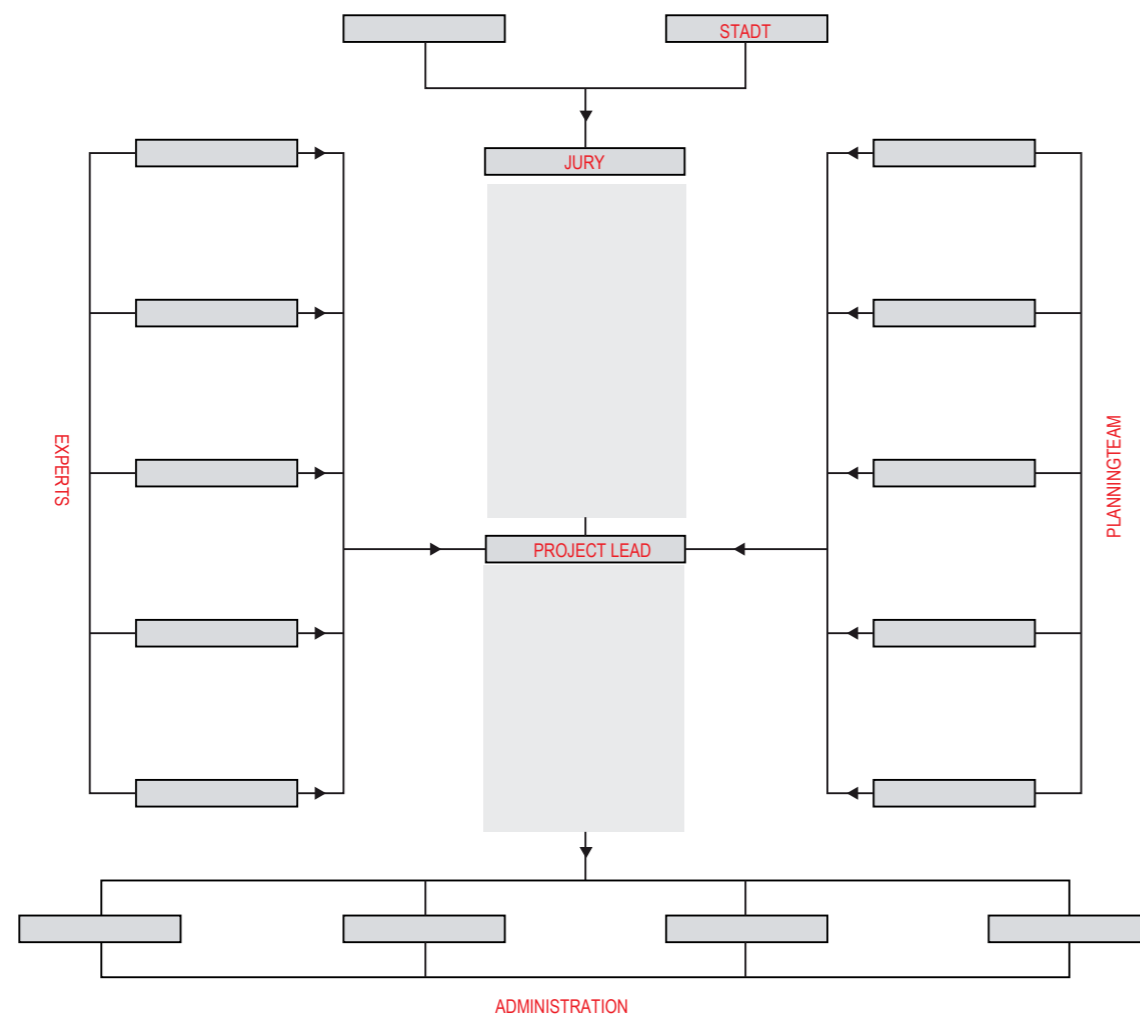 STADT
JURY
EXPERTS
PLANNINGTEAM
PROJECT LEAD
ADMINISTRATION